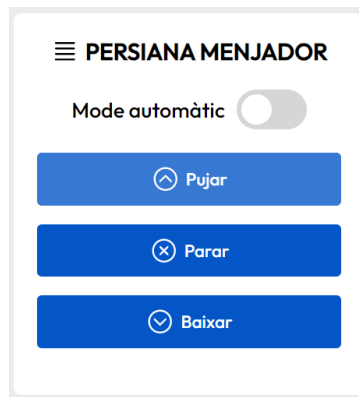 PERSIANA MENJADOR
Mode automàtic
Pujar
Parar
Baixar